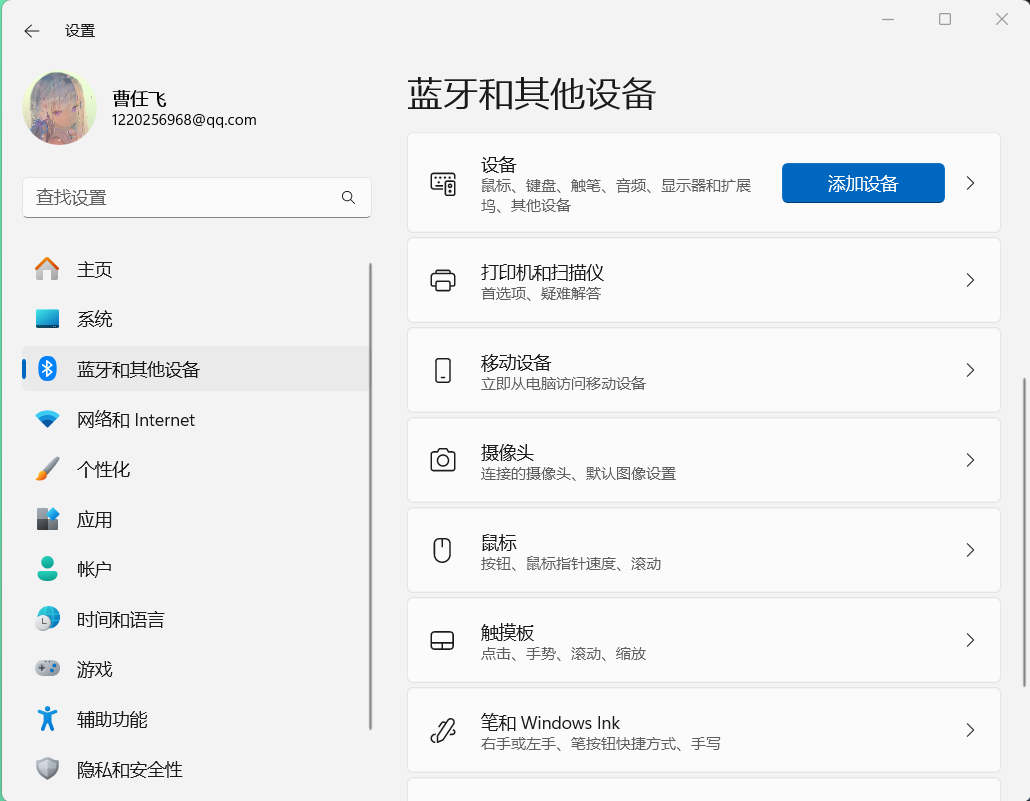 设置
曹任飞
1220256968@qq.com
查找设置
主页
系统
蓝牙和其他设备
网络和 Internet
个性化
应用
帐户
时间和语言
游戏
辅助功能
隐私和安全性
蓝牙和其他设备
设备
鼠标、键盘、触笔、音频、显示器和扩展
坞、其他设备
添加设备
打印机和扫描仪
首选项、疑难解答
移动设备
立即从电脑访问移动设备
摄像头
连接的摄像头、默认图像设置
鼠标
按钮、鼠标指针速度、滚动
触摸板
点击、手势、滚动、缩放
笔和 Windows Ink
右手或左手、笔按钮快捷方式、手写